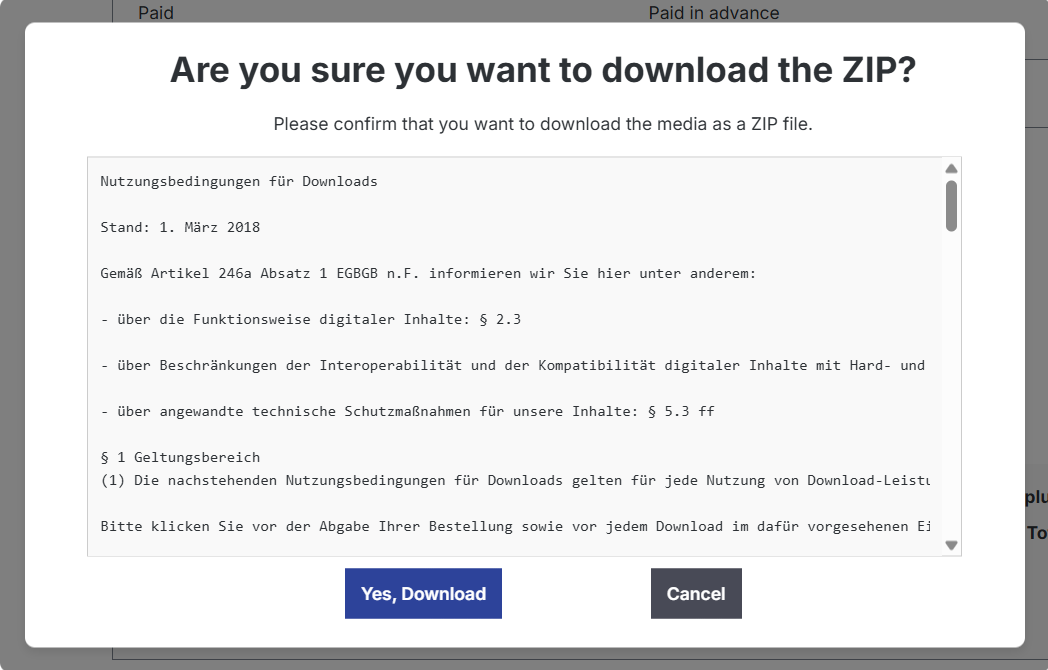 Paid Paid in advance
Are you sure you want to download the ZIP?
Please confirm that you want to download the media as a ZIP file.
Nutzungsbedingungen für Downloads
Stand: 1. März 2018
Gemäß Artikel 246a Absatz 1 EGBGB n.F. informieren wir Sie hier unter anderem:
- über die Funktionsweise digitaler Inhalte: § 2.3
- über Beschränkungen der Interoperabilität und der Kompatibilität digitaler Inhalte mit Hard- und
- über angewandte technische Schutzmaßnahmen für unsere Inhalte: § 5.3 ff
§ 1 Geltungsbereich
(1) Die nachstehenden Nutzungsbedingungen für Downloads gelten für jede Nutzung von Download-Leistu
plu
Bitte klicken Sie vor der Abgabe Ihrer Bestellung sowie vor jedem Download im dafür vorgesehenen Ei
To
Yes, Download
Cancel